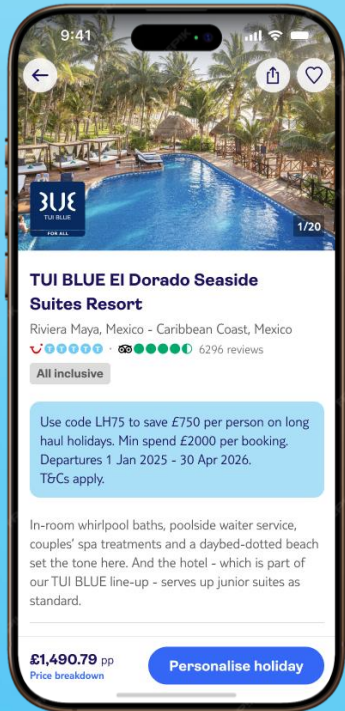 9:41
BLUE
TUI BLUE
FOR ALL
1/20
TUI BLUE El Dorado Seaside
Suites Resort
Riviera Maya, Mexico - Caribbean Coast, Mexico
T T T T T · 6296 reviews
All inclusive
Use code LH75 to save £750 per person on long
haul holidays. Min spend £2000 per booking.
Departures 1 Jan 2025 - 30 Apr 2026.
T&Cs apply.
In-room whirlpool baths, poolside waiter service,
couples' spa treatments and a daybed-dotted beach
set the tone here. And the hotel - which is part of
our TUI BLUE line-up - serves up junior suites as
standard.
£1,490.79 pp
Price breakdown
Personalise holiday